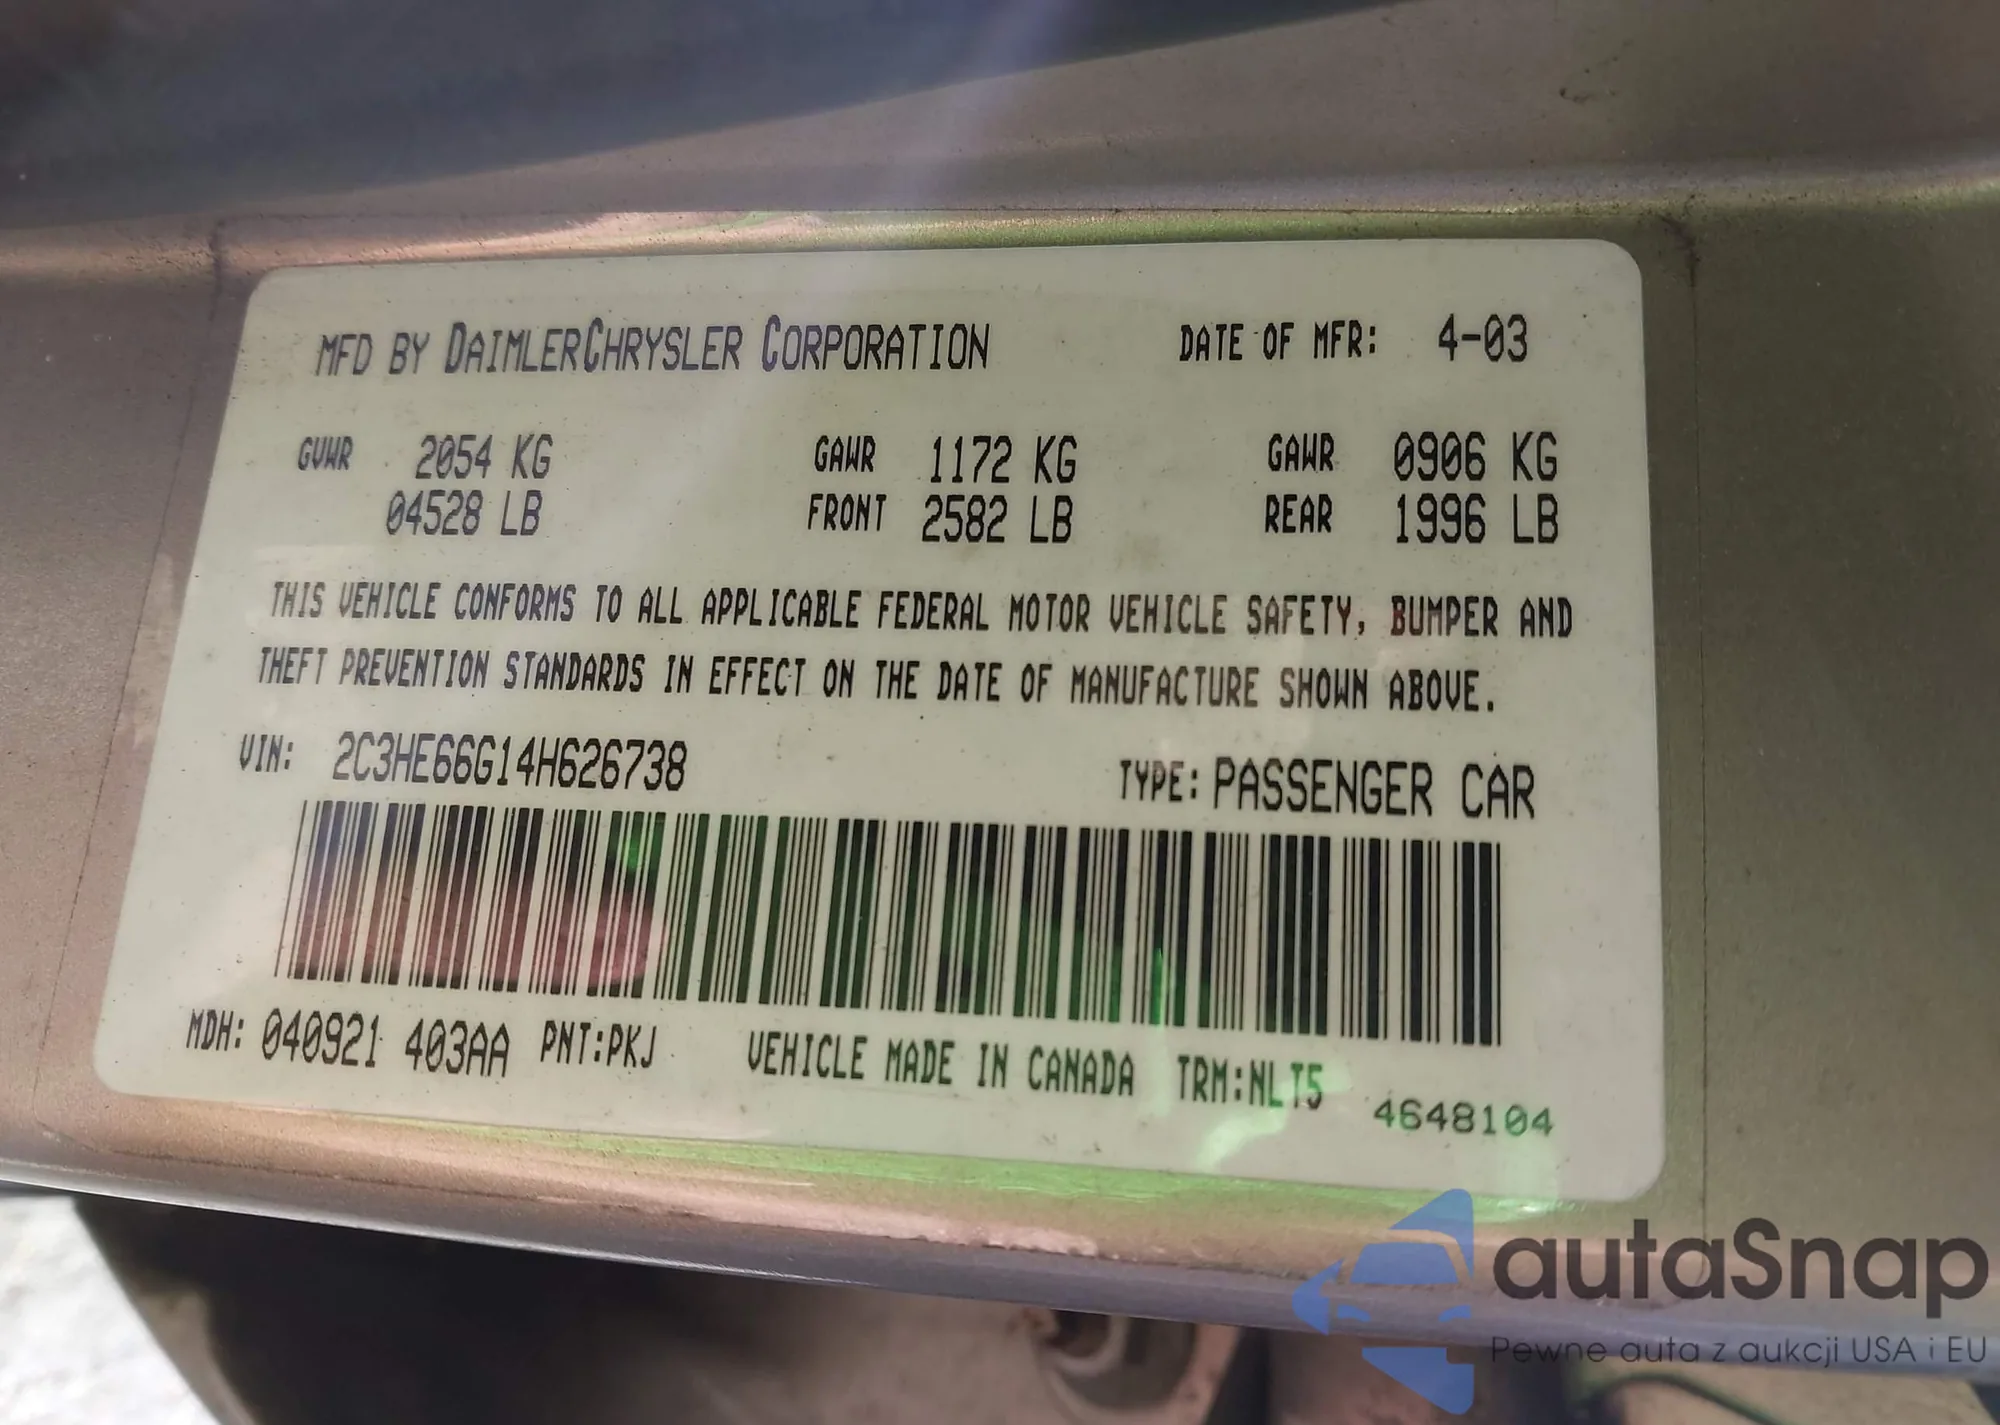 MFD BY DAIMLERCHRYSLER CORPORATION DATE OF MFR: 4-03
GVWR 2054 KG GAWR 1172 KG GAWR 0906 KG
04528 LB FRONT 2582 LB REAR 1996 LB
THIS VEHICLE CONFORMS TO ALL APPLICABLE FEDERAL MOTOR VEHICLE SAFETY, BUMPER AND
THEFT PREVENTION STANDARDS IN EFFECT ON THE DATE OF MANUFACTURE SHOWN ABOVE.
VIN: 2C3HE66G14H626738 TYPE: PASSENGER CAR
MDH: 040921 403AA PNT:PKJ VEHICLE MADE IN CANADA TRM:NLT5
4648104
autaSnap
Pewne auta z aukcji USA i EU